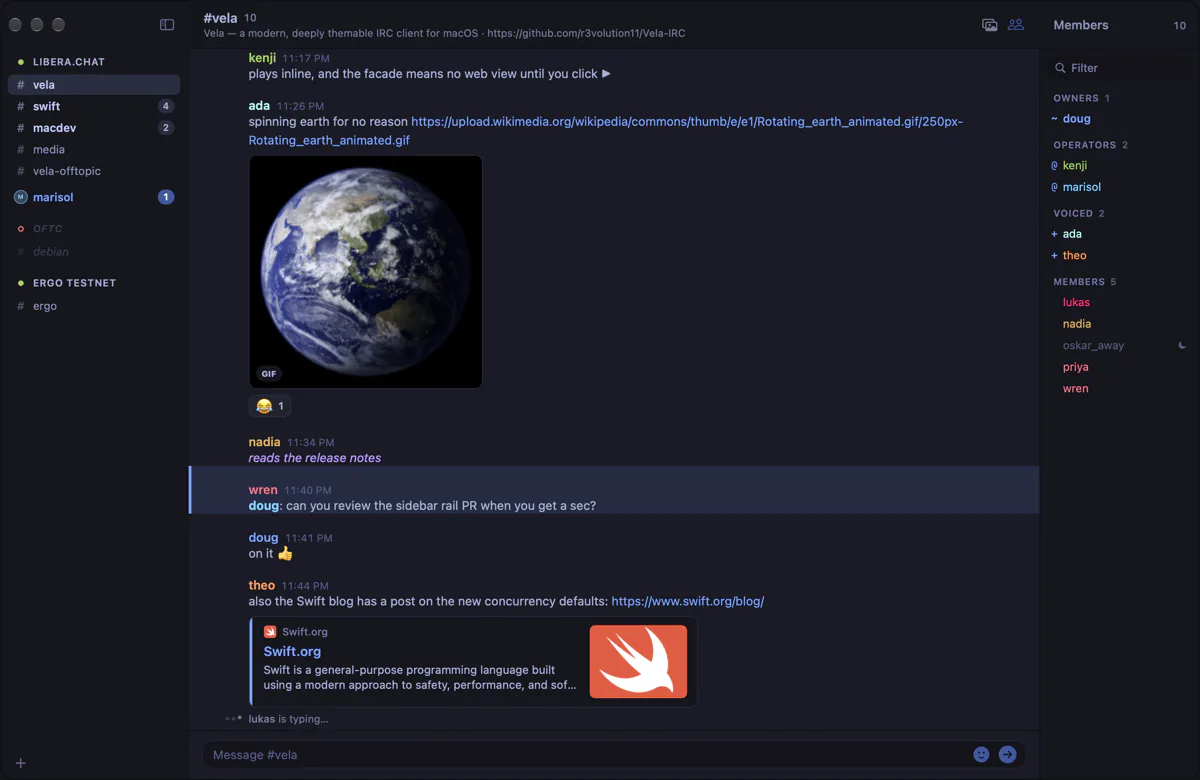 LIBERA.CHAT
# vela
# swift 4
# macdev 2
# media
# vela-offtopic
M marisol 1
OFTC
# debian
ERGO TESTNET
# ergo
+
#vela 10
Vela — a modern, deeply themable IRC client for macOS · https://github.com/r3volution11/Vela-IRC
kenji 11:17 PM
plays inline, and the facade means no web view until you click ▶
ada 11:26 PM
spinning earth for no reason https://upload.wikimedia.org/wikipedia/commons/thumb/e/e1/Rotating_earth_animated.gif/250px-
Rotating_earth_animated.gif
GIF
😂 1
nadia 11:34 PM
reads the release notes
wren 11:40 PM
doug: can you review the sidebar rail PR when you get a sec?
doug 11:41 PM
on it 👍
theo 11:44 PM
also the Swift blog has a post on the new concurrency defaults: https://www.swift.org/blog/
Swift.org
Swift.org
Swift is a general-purpose programming language built
using a modern approach to safety, performance, and sof…
lukas is typing…
Message #vela
Members 10
Filter
OWNERS 1
~ doug
OPERATORS 2
@ kenji
@ marisol
VOICED 2
+ ada
+ theo
MEMBERS 5
lukas
nadia
oskar_away
priya
wren